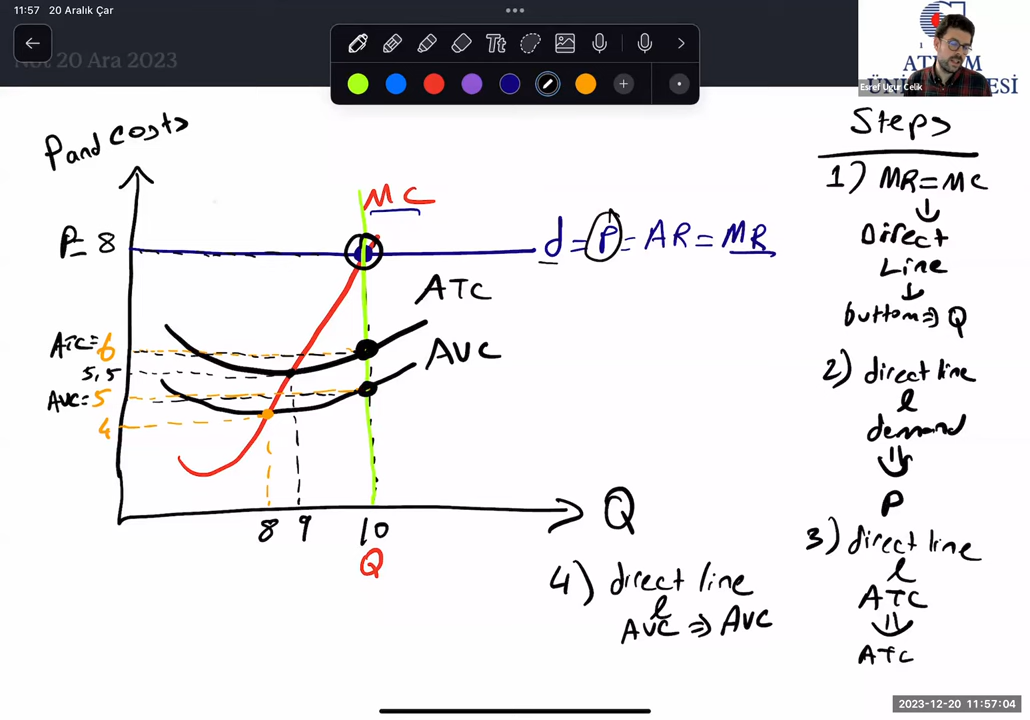 11:57 20 Aralık Çar
Not 20 Ara 2023
Tt
Esref Ugur Celik
ÜNİ
ESİ
P and costs
P = 8
MC
d = P = AR = MR
ATC
AVC
ATC = 6
5,5
AVC = 5
4
8 9 10
Q
Q
Steps
1) MR = MC
↓
Direct
Line
↓
buttom ⇒ Q
2) direct line
l
demand
⇓
P
3) direct line
l
ATC
⇓
ATC
4) direct line
l
AVC ⇒ AVC
2023-12-20 11:57:04